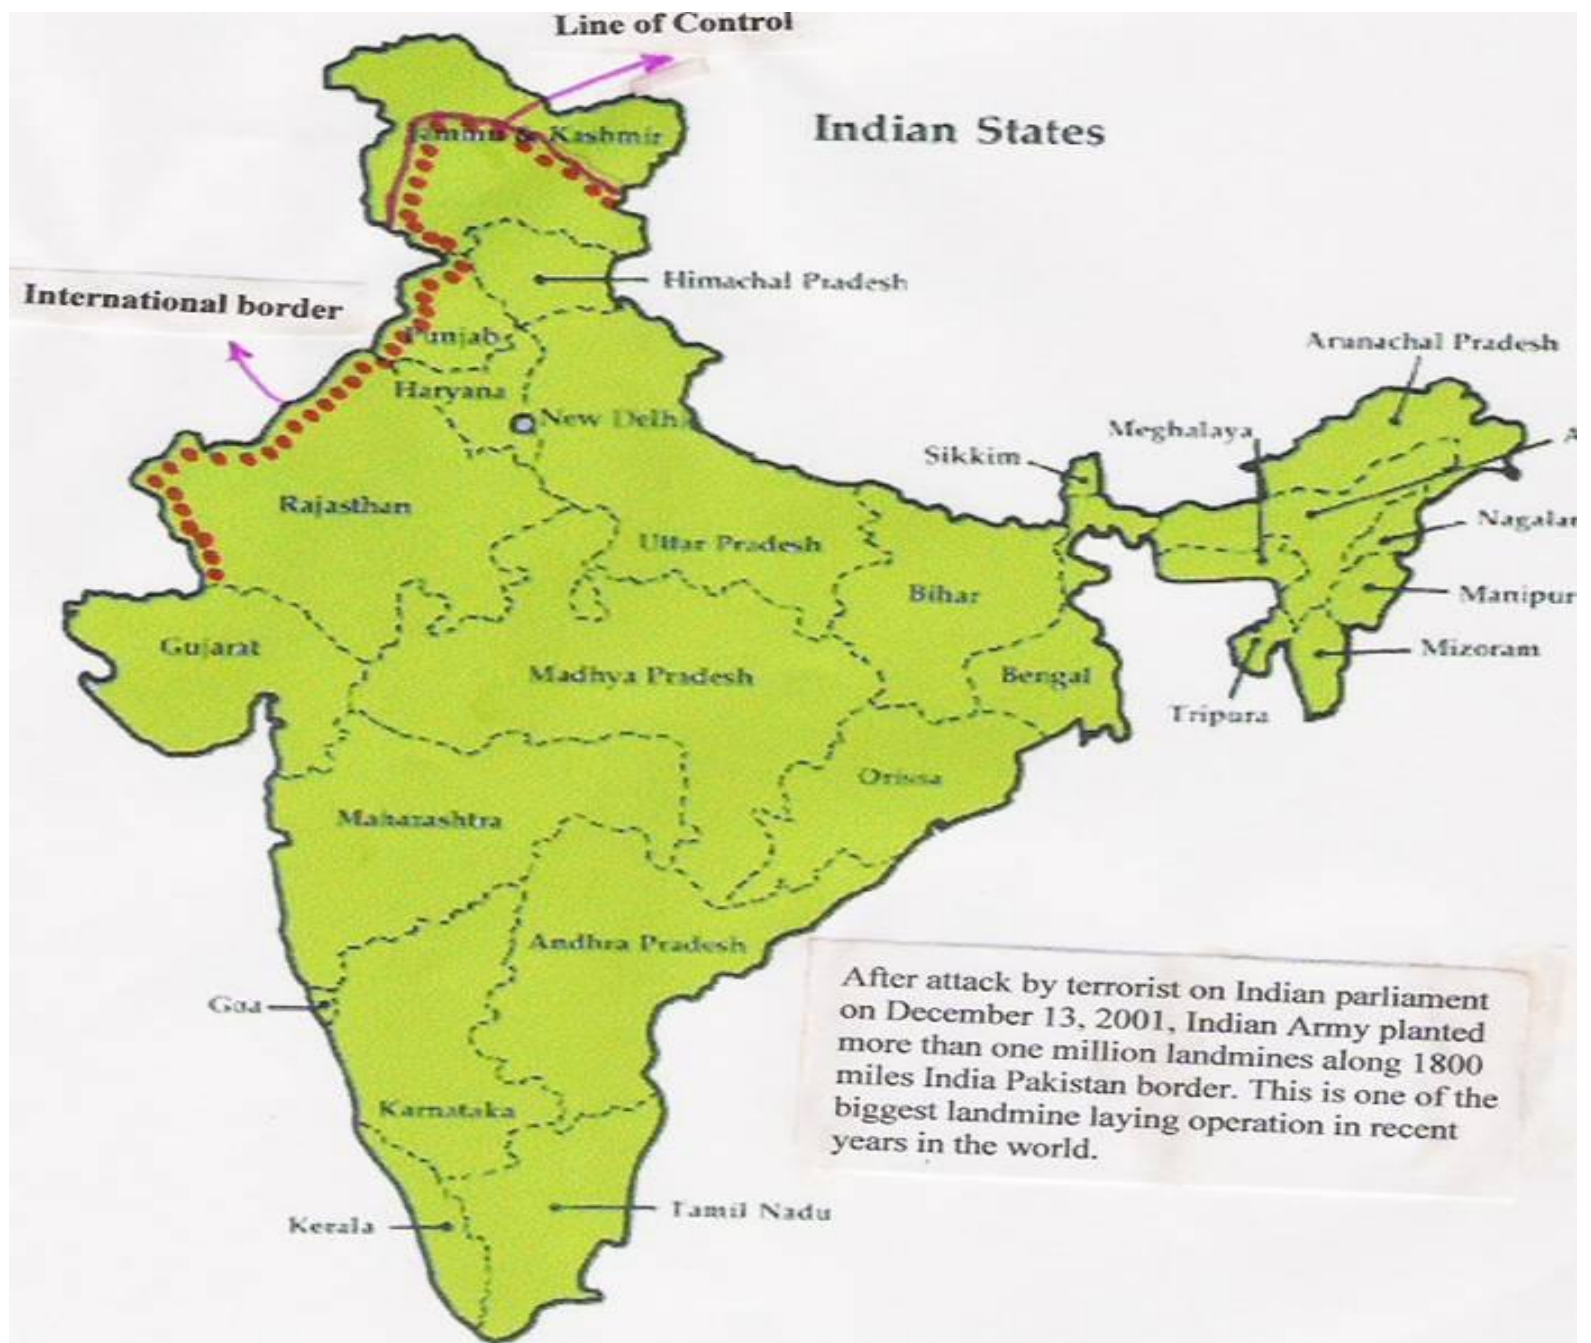 Line of Control
Indian States
Jammu & Kashmir
Himachal Pradesh
International border
Punjab
Haryana
New Delhi
Arunachal Pradesh
Meghalaya
Sikkim
A
Rajasthan
Uttar Pradesh
Nagalan
Bihar
Manipur
Gujarat
Madhya Pradesh
Bengal
Mizoram
Tripura
Orissa
Maharashtra
Andhra Pradesh
Goa
After attack by terrorist on Indian parliament
on December 13, 2001, Indian Army planted
more than one million landmines along 1800
miles India Pakistan border. This is one of the
biggest landmine laying operation in recent
years in the world.
Karnataka
Tamil Nadu
Kerala